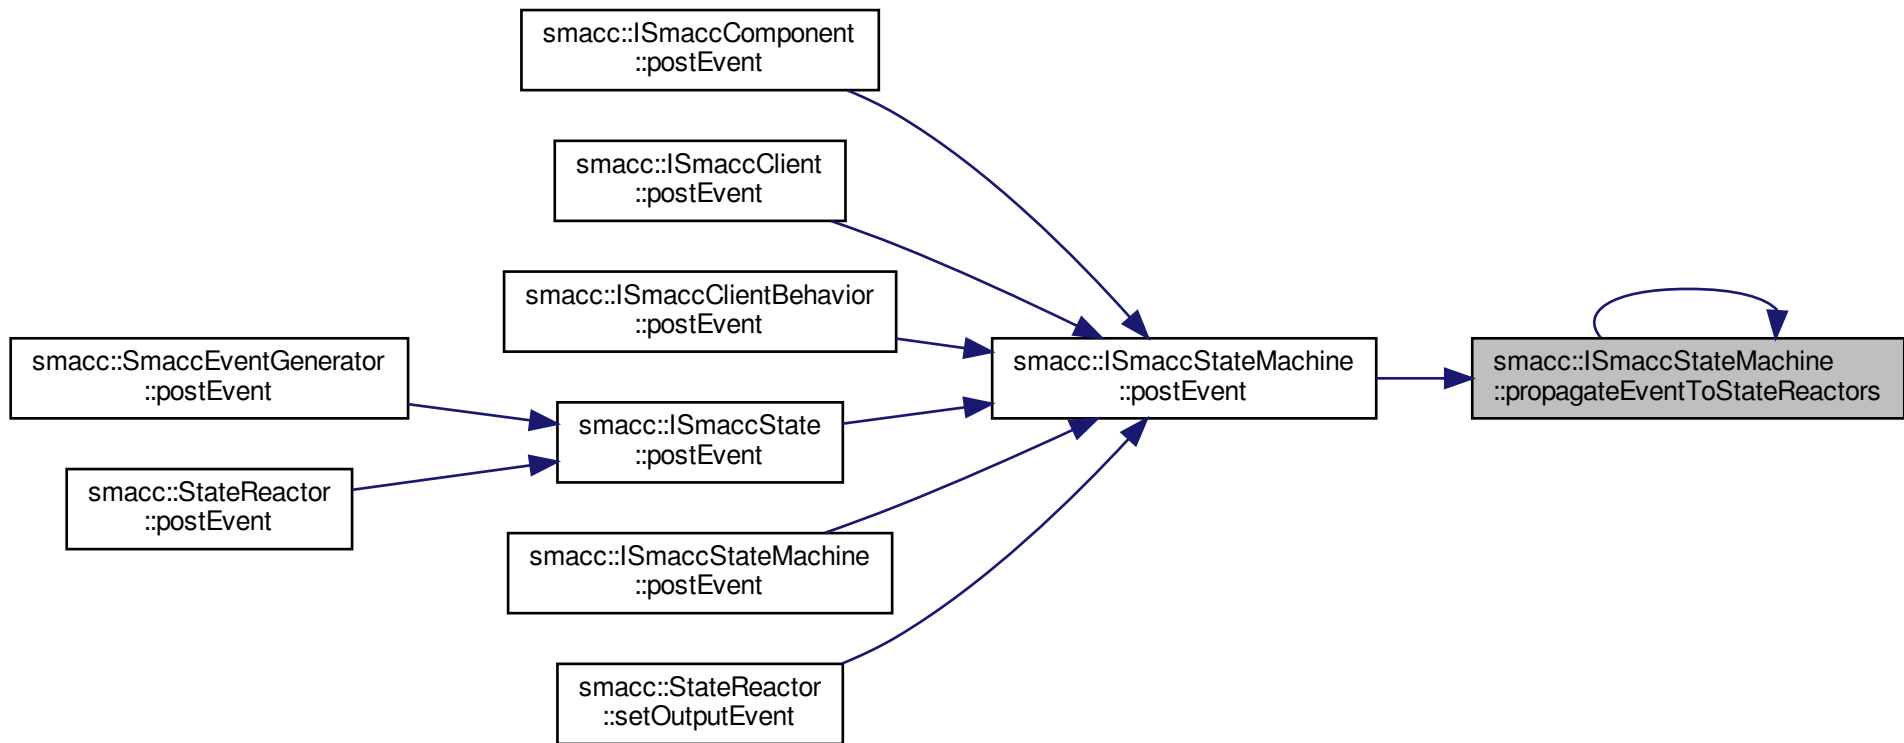 smacc::ISmaccComponent
::postEvent
smacc::ISmaccClient
::postEvent
smacc::ISmaccClientBehavior
::postEvent
smacc::SmaccEventGenerator
::postEvent
smacc::ISmaccStateMachine
::postEvent
smacc::ISmaccStateMachine
::propagateEventToStateReactors
smacc::ISmaccState
::postEvent
smacc::StateReactor
::postEvent
smacc::ISmaccStateMachine
::postEvent
smacc::StateReactor
::setOutputEvent